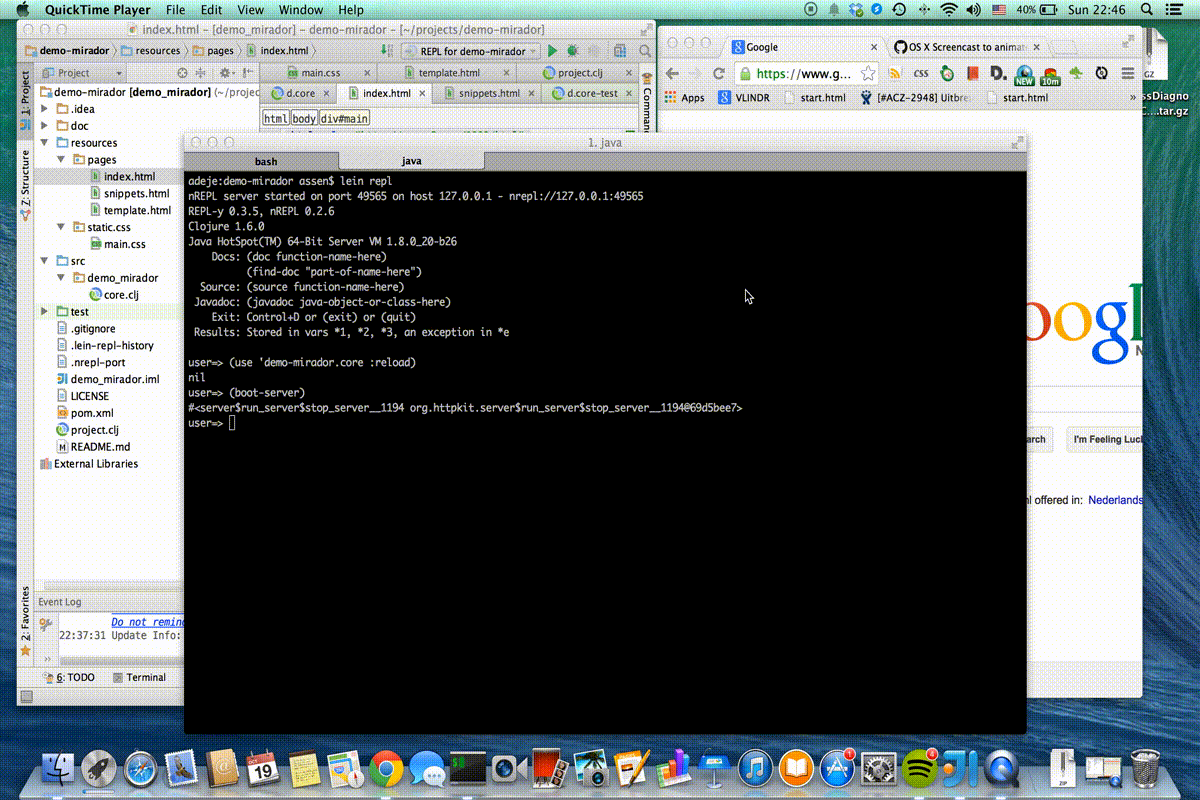 QuickTime Player File Edit View Window Help 40% Sun 22:46
index.html - [demo_mirador] - demo-mirador - [~/projects/demo-mirador]
demo-mirador resources pages index.html REPL for demo-mirador
1: Project
Z: Structure
2: Favorites
Project
main.css template.html project.clj
d.core index.html snippets.html d.core-test
html body div#main
Comman
demo-mirador [demo_mirador] (~/projec
.idea
doc
resources
pages
index.html
snippets.html
template.html
static.css
main.css
src
demo_mirador
core.clj
test
.gitignore
.lein-repl-history
.nrepl-port
demo_mirador.iml
LICENSE
pom.xml
project.clj
README.md
External Libraries
Event Log
Do not remind
22:37:31 Update Info:
6: TODO Terminal
Google OS X Screencast to anima
https://www.g... css D. NEW 10m
Apps VLINDR start.html [#ACZ-2948] Uitbre start.html »
GZ
ssDiagno
C....tar.gz
1. java
bash java
adeje:demo-mirador assen$ lein repl
nREPL server started on port 49565 on host 127.0.0.1 - nrepl://127.0.0.1:49565
REPL-y 0.3.5, nREPL 0.2.6
Clojure 1.6.0
Java HotSpot(TM) 64-Bit Server VM 1.8.0_20-b26
Docs: (doc function-name-here)
(find-doc "part-of-name-here")
Source: (source function-name-here)
Javadoc: (javadoc java-object-or-class-here)
Exit: Control+D or (exit) or (quit)
Results: Stored in vars *1, *2, *3, an exception in *e
user=> (use 'demo-mirador.core :reload)
nil
user=> (boot-server)
#<server$run_server$stop_server__1194 org.httpkit.server$run_server$stop_server__1194@69d5bee7>
user=>
oogl
N
arch I'm Feeling Luck
l offered in: Nederlands
19
1
4
ZIP